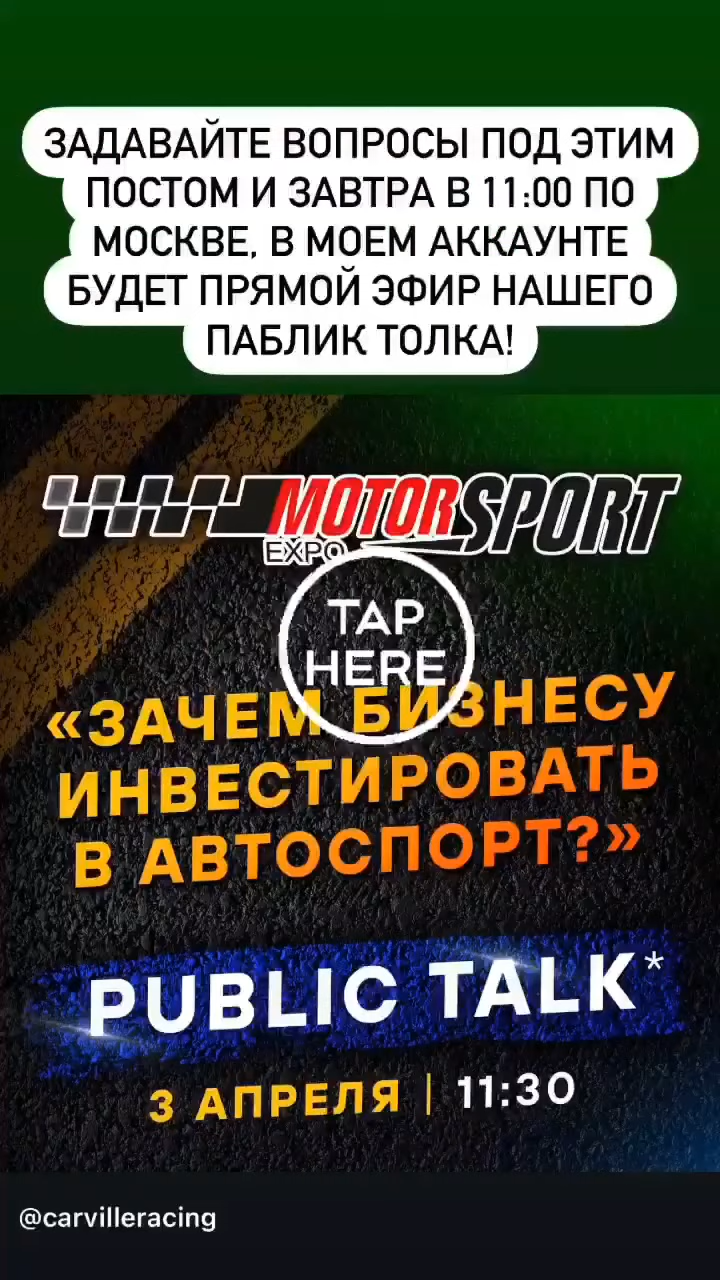 ЗАДАВАЙТЕ ВОПРОСЫ ПОД ЭТИМ
ПОСТОМ И ЗАВТРА В 11:00 ПО
МОСКВЕ, В МОЕМ АККАУНТЕ
БУДЕТ ПРЯМОЙ ЭФИР НАШЕГО
ПАБЛИК ТОЛКА!
MOTORSPORT
EXPO
TAP
HERE
«ЗАЧЕМ БИЗНЕСУ
ИНВЕСТИРОВАТЬ
В АВТОСПОРТ?»
PUBLIC TALK*
3 АПРЕЛЯ | 11:30
@carvilleracing